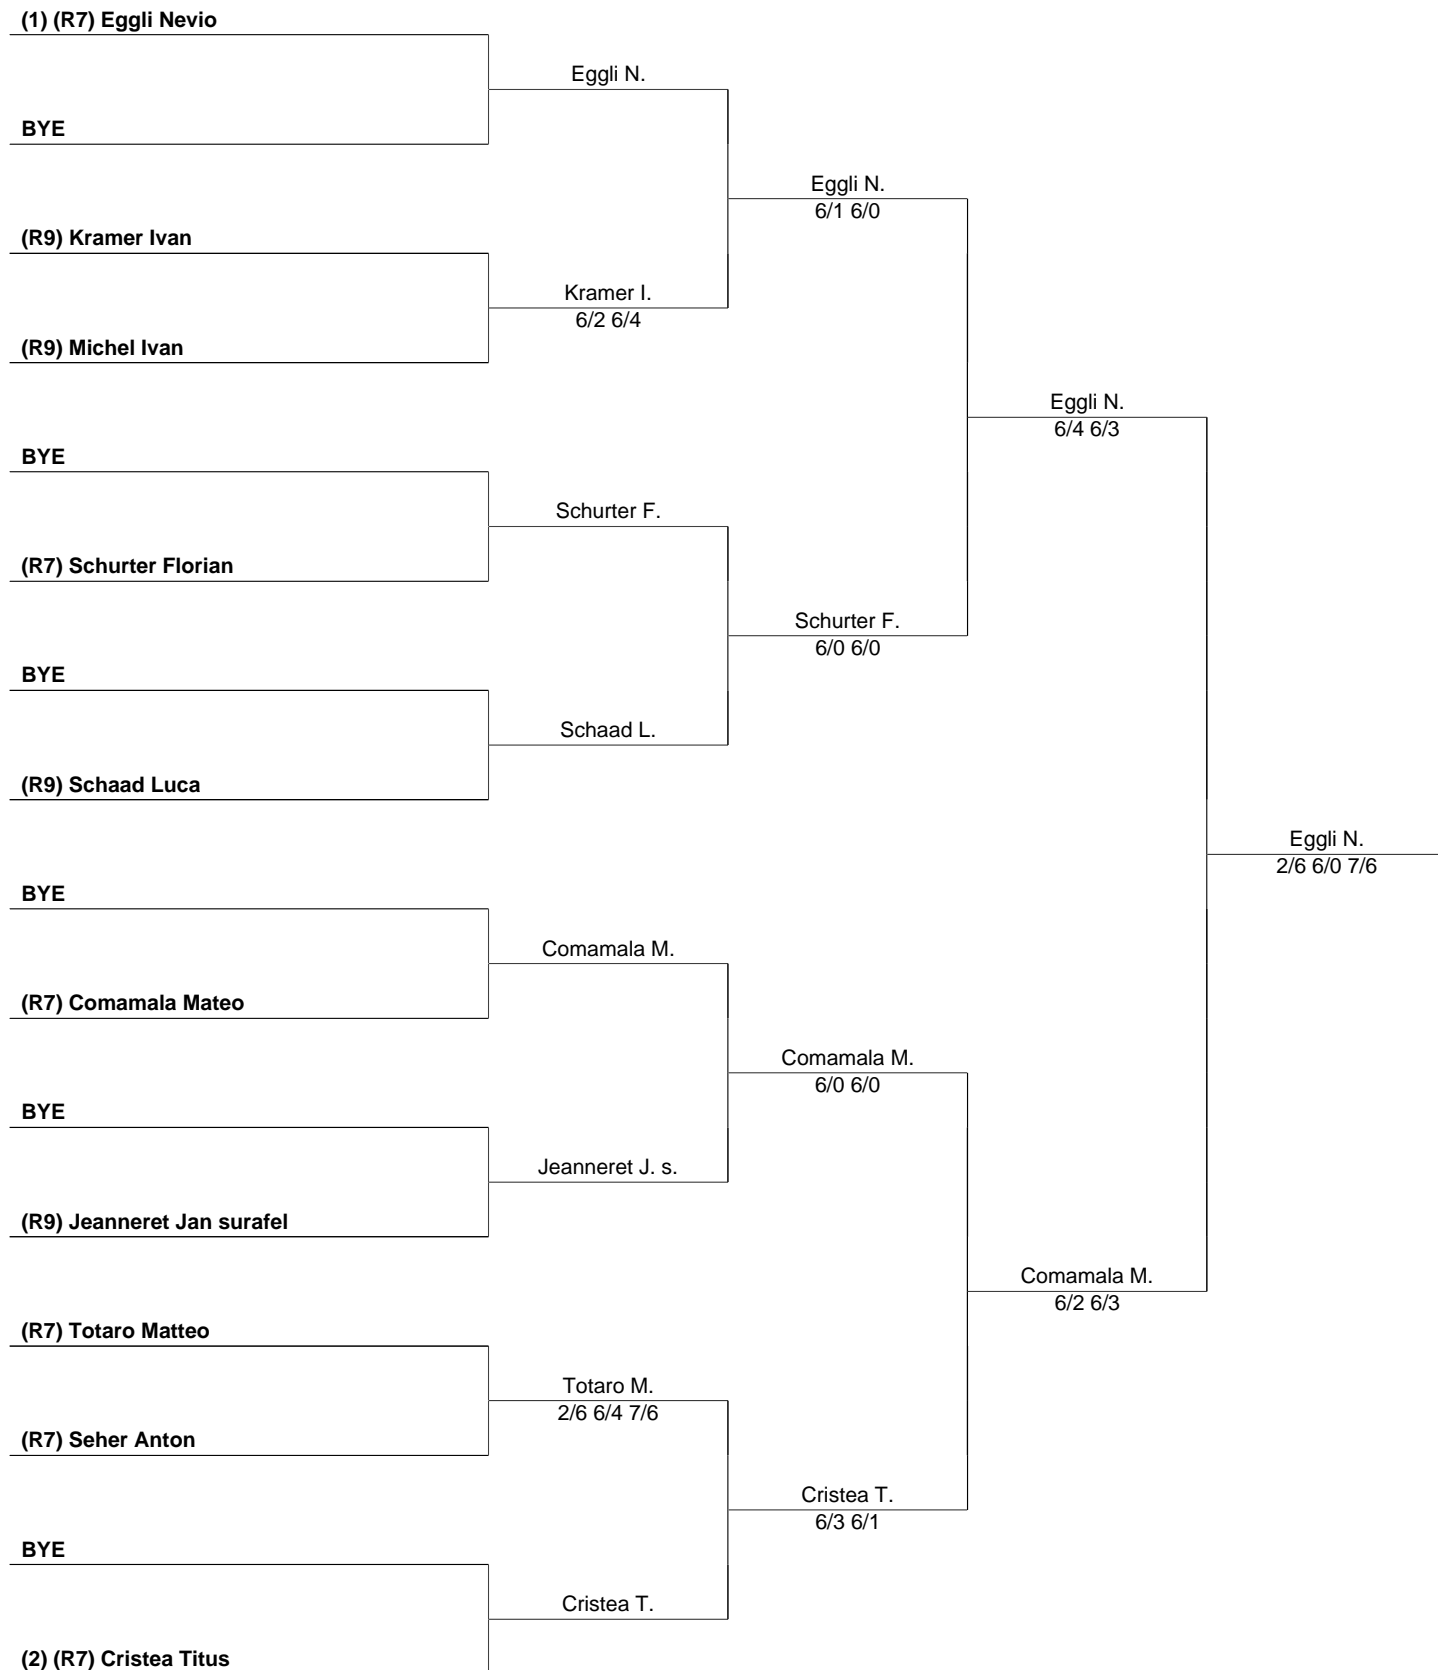 (1) (R7) Eggli Nevio
Eggli N.
BYE
Eggli N.
6/1 6/0
(R9) Kramer Ivan
Kramer I.
6/2 6/4
(R9) Michel Ivan
Eggli N.
6/4 6/3
BYE
Schurter F.
(R7) Schurter Florian
Schurter F.
6/0 6/0
BYE
Schaad L.
(R9) Schaad Luca
Eggli N.
2/6 6/0 7/6
BYE
Comamala M.
(R7) Comamala Mateo
Comamala M.
6/0 6/0
BYE
Jeanneret J. s.
(R9) Jeanneret Jan surafel
Comamala M.
6/2 6/3
(R7) Totaro Matteo
Totaro M.
2/6 6/4 7/6
(R7) Seher Anton
Cristea T.
6/3 6/1
BYE
Cristea T.
(2) (R7) Cristea Titus